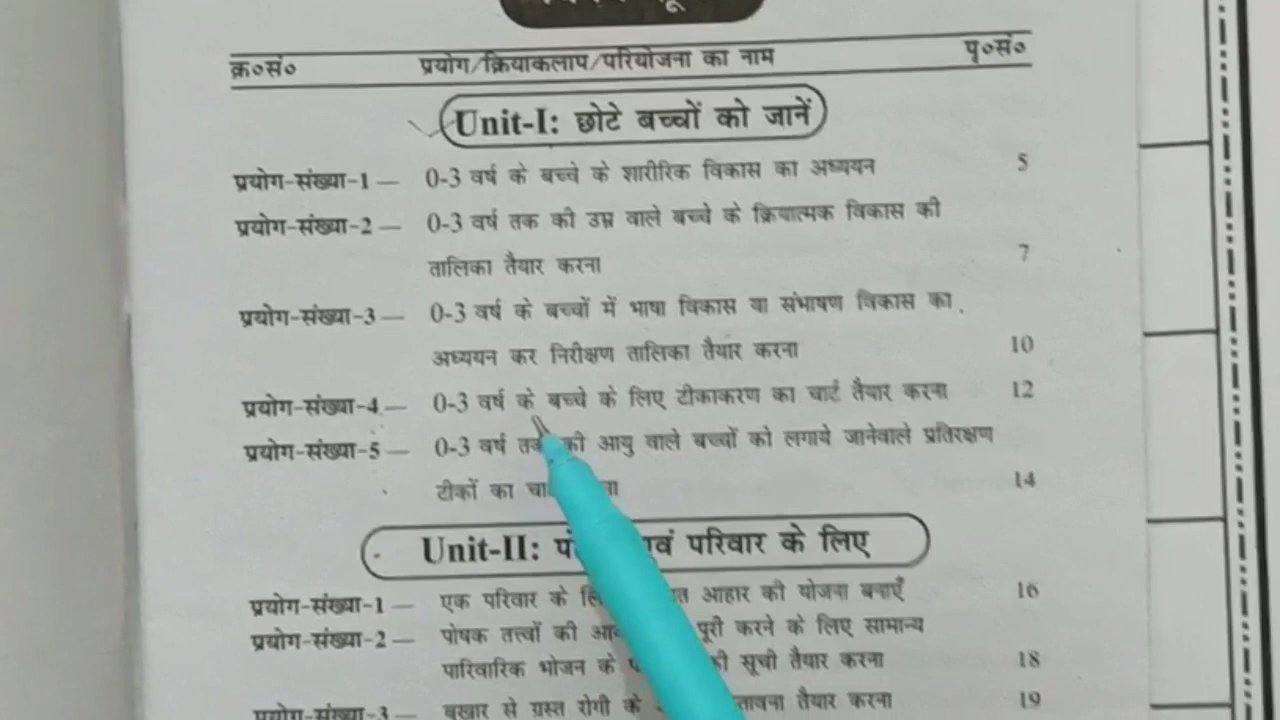 क्र०सं० प्रयोग/क्रियाकलाप/परियोजना का नाम पृ०सं०
Unit-I: छोटे बच्चों को जानें
प्रयोग-संख्या-1 — 0-3 वर्ष के बच्चे के शारीरिक विकास का अध्ययन 5
प्रयोग-संख्या-2 — 0-3 वर्ष तक की उम्र वाले बच्चे के क्रियात्मक विकास की
तालिका तैयार करना 7
प्रयोग-संख्या-3 — 0-3 वर्ष के बच्चों में भाषा विकास या संभाषण विकास का
अध्ययन कर निरीक्षण तालिका तैयार करना 10
प्रयोग-संख्या-4 — 0-3 वर्ष के बच्चे के लिए टीकाकरण का चार्ट तैयार करना 12
प्रयोग-संख्या-5 — 0-3 वर्ष तक की आयु वाले बच्चों को लगाये जानेवाले प्रतिरक्षण
टीकों का 14
Unit-II: एवं परिवार के लिए
प्रयोग-संख्या-1 — एक परिवार के आहार की योजना बनाएँ 16
प्रयोग-संख्या-2 — पोषक तत्त्वों की पूरी करने के लिए सामान्य
पारिवारिक भोजन के की सूची तैयार करना 18
प्रयोग-संख्या-3 — बुखार से ग्रस्त रोगी के तैयार करना 19